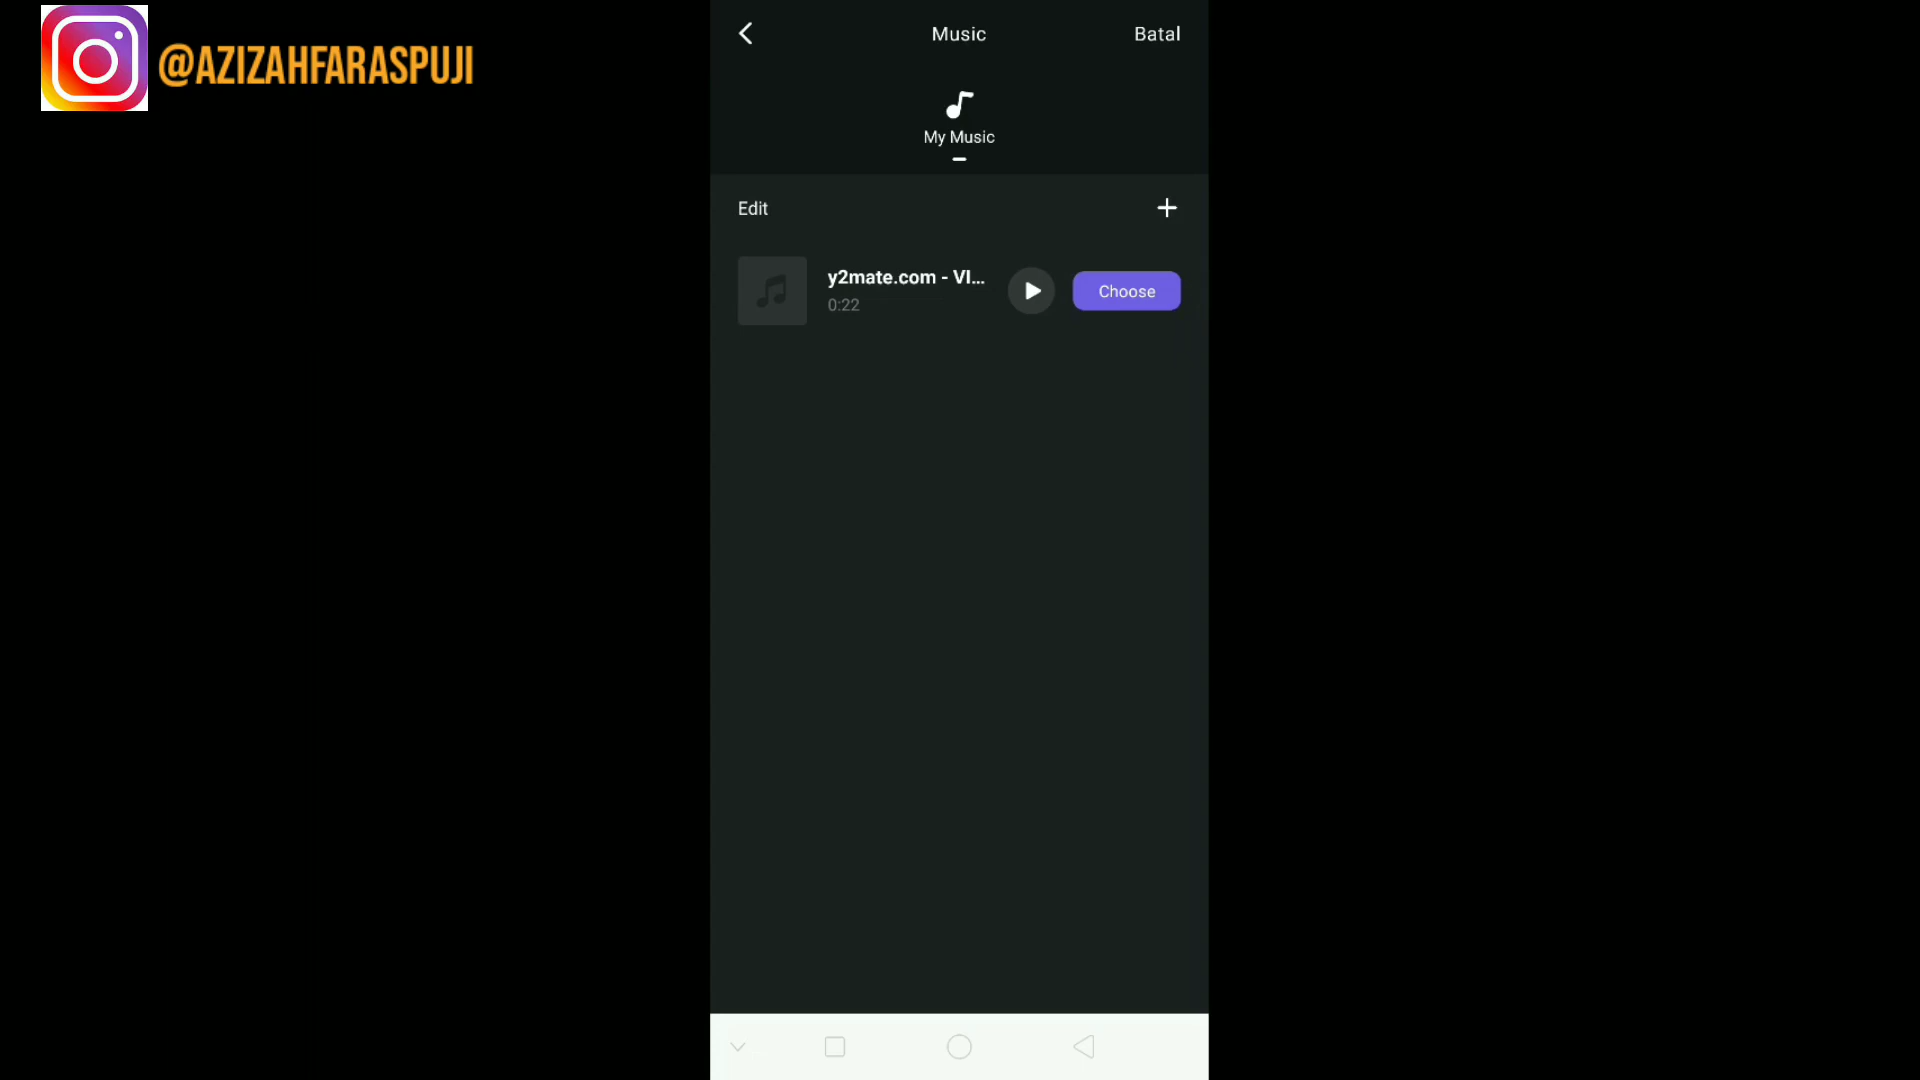 @AZIZAHFARASPUJI
Music
Batal
My Music
Edit
y2mate.com - VI...
0:22
Choose